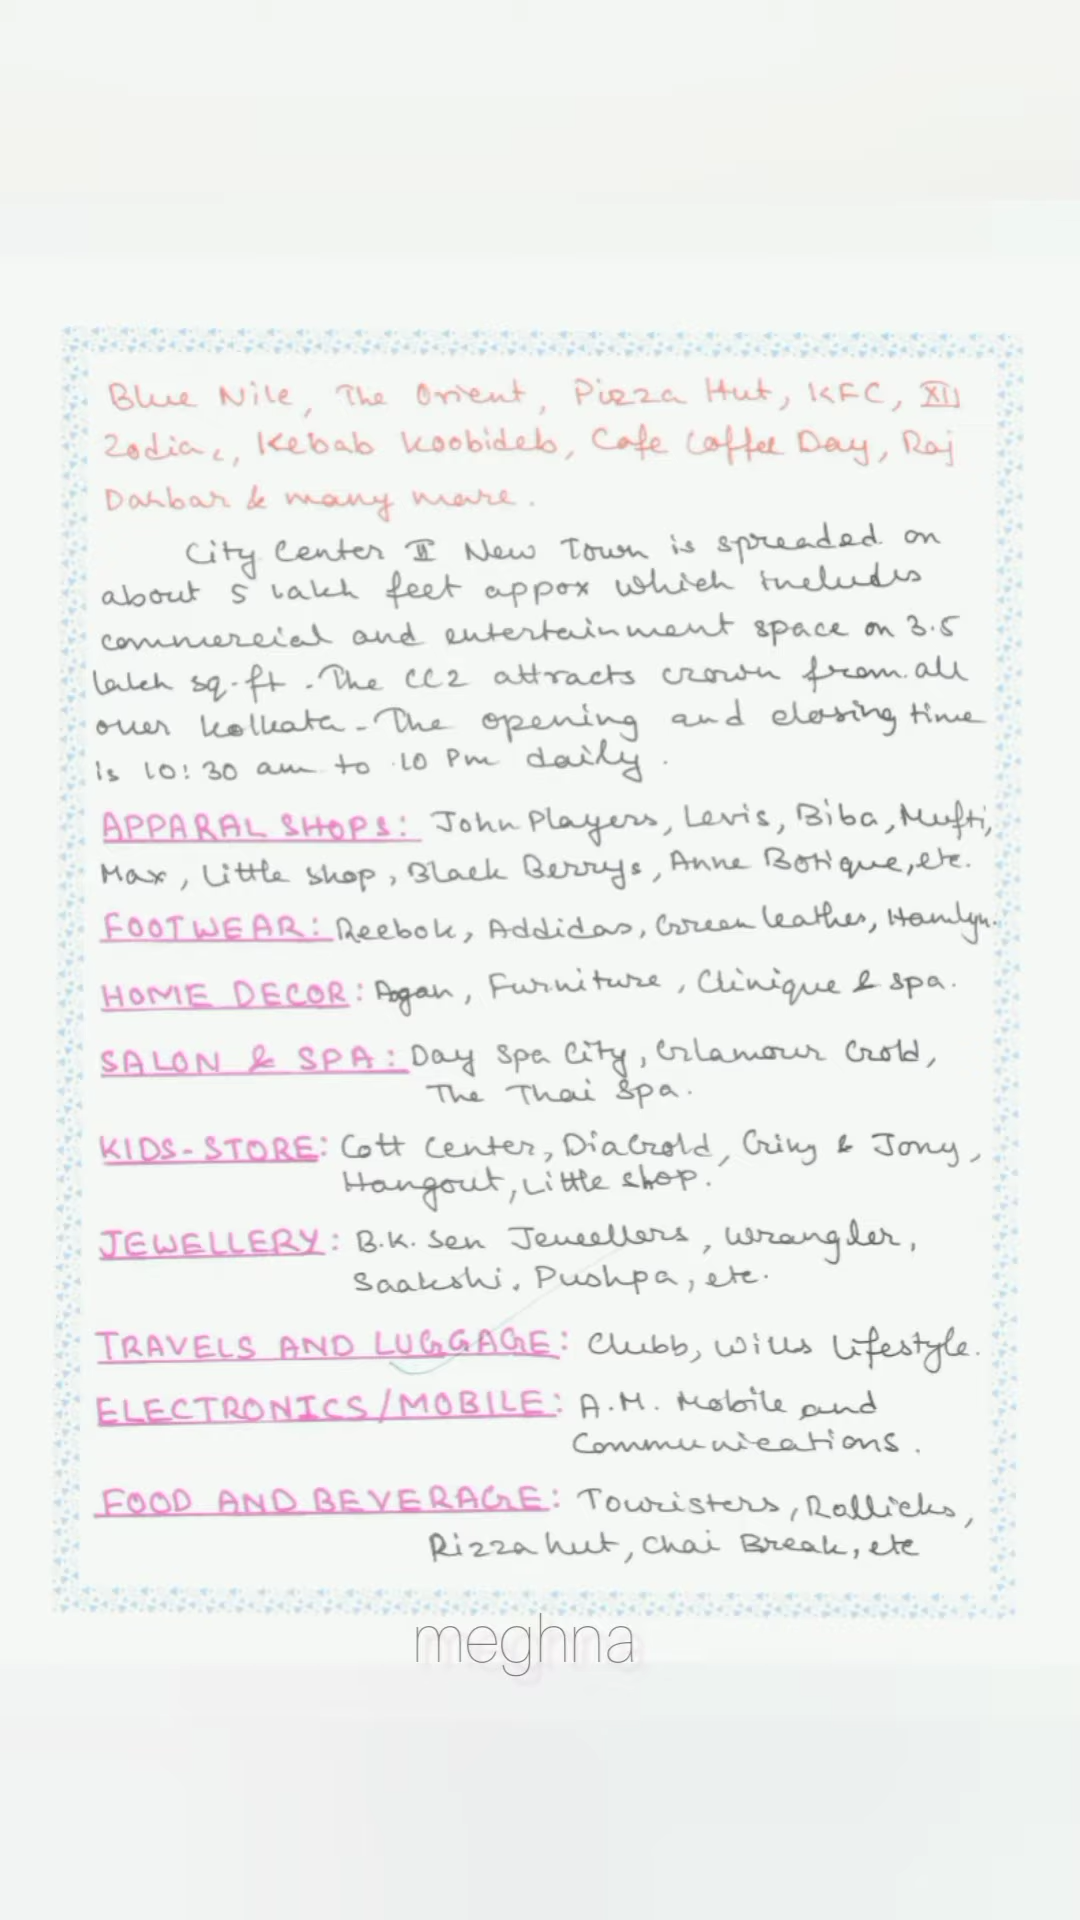 Blue Nile, The Orient, Pizza Hut, KFC, XII
Zodiac, Kebab Koobideb, Cafe Coffee Day, Raj
Darbar & many more.
City Center II New Town is spreaded on
about 5 lakh feet appox which includes
commercial and entertainment space on 3.5
lakh sq.ft. The CC2 attracts crown from all
over Kolkata - The opening and closing time
is 10:30 am to 10 Pm daily.
APPARAL SHOPS: John Players, Levis, Biba, Mufti,
Max, Little shop, Black Berrys, Anne Botique, etc.
FOOTWEAR: Reebok, Addidas, Green leather, Hamlyn.
HOME DECOR: Furniture, Clinique & spa.
SALON & SPA: Day Spa City, Glamour Gold,
The Thai Spa.
KIDS-STORE: Cott Center, DiaGold, Giny & Jony,
Hangout, Little shop.
JEWELLERY: B.K. Sen Jewellers, Wrangler,
Saakshi, Pushpa, etc.
TRAVELS AND LUGGAGE: Clubb, Wills Lifestyle.
ELECTRONICS/MOBILE: A.M. Mobile and
Communications.
FOOD AND BEVERAGE: Touristers, Rollicks,
Pizza hut, Chai Break, etc
meghna